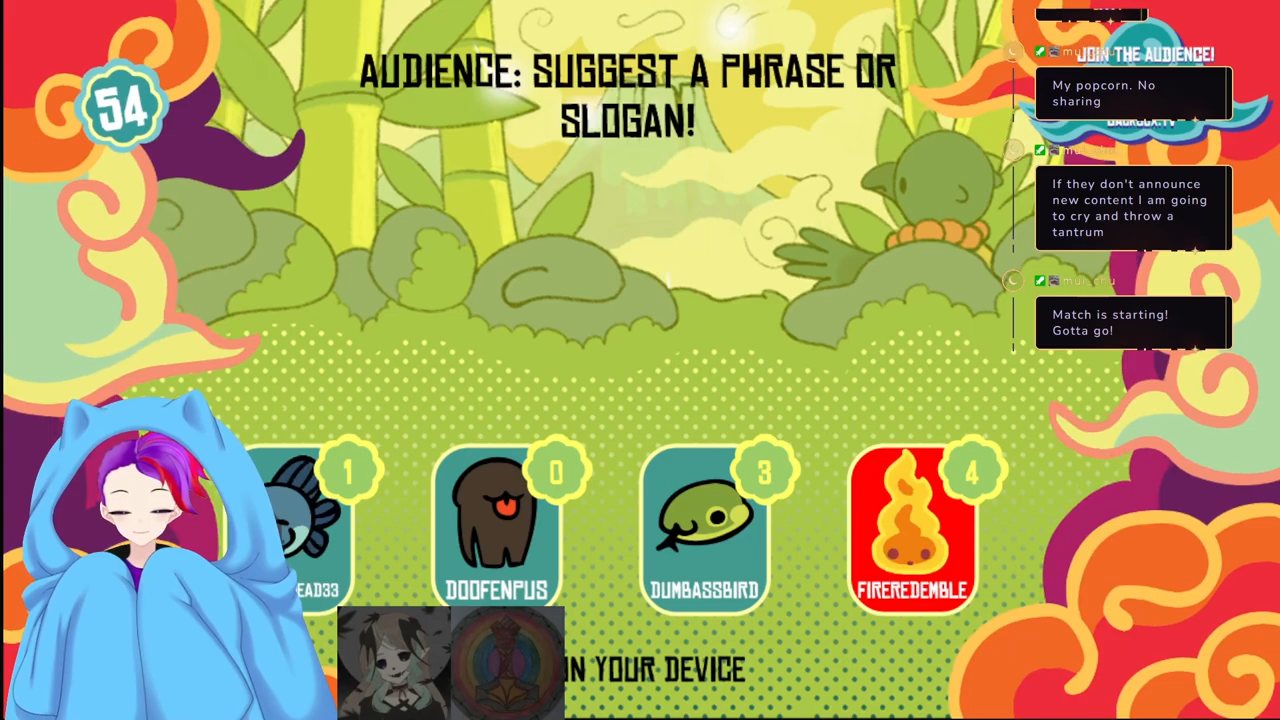 54
AUDIENCE: SUGGEST A PHRASE OR
SLOGAN!
JOIN THE AUDIENCE!
My popcorn. No
sharing
If they don't announce
new content I am going
to cry and throw a
tantrum
Match is starting!
Gotta go!
1
0
3
4
EAD33
DOOFENPUS
DUMBASSBIRD
FIREREDEMBLE
N YOUR DEVICE